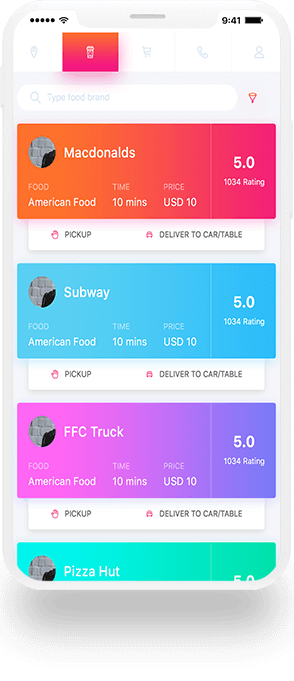 9:41
Type food brand
Macdonalds
5.0
1034 Rating
FOOD TIME PRICE
American Food 10 mins USD 10
PICKUP DELIVER TO CAR/TABLE
Subway
5.0
1034 Rating
FOOD TIME PRICE
American Food 10 mins USD 10
PICKUP DELIVER TO CAR/TABLE
FFC Truck
5.0
1034 Rating
FOOD TIME PRICE
American Food 10 mins USD 10
PICKUP DELIVER TO CAR/TABLE
Pizza Hut
5.0